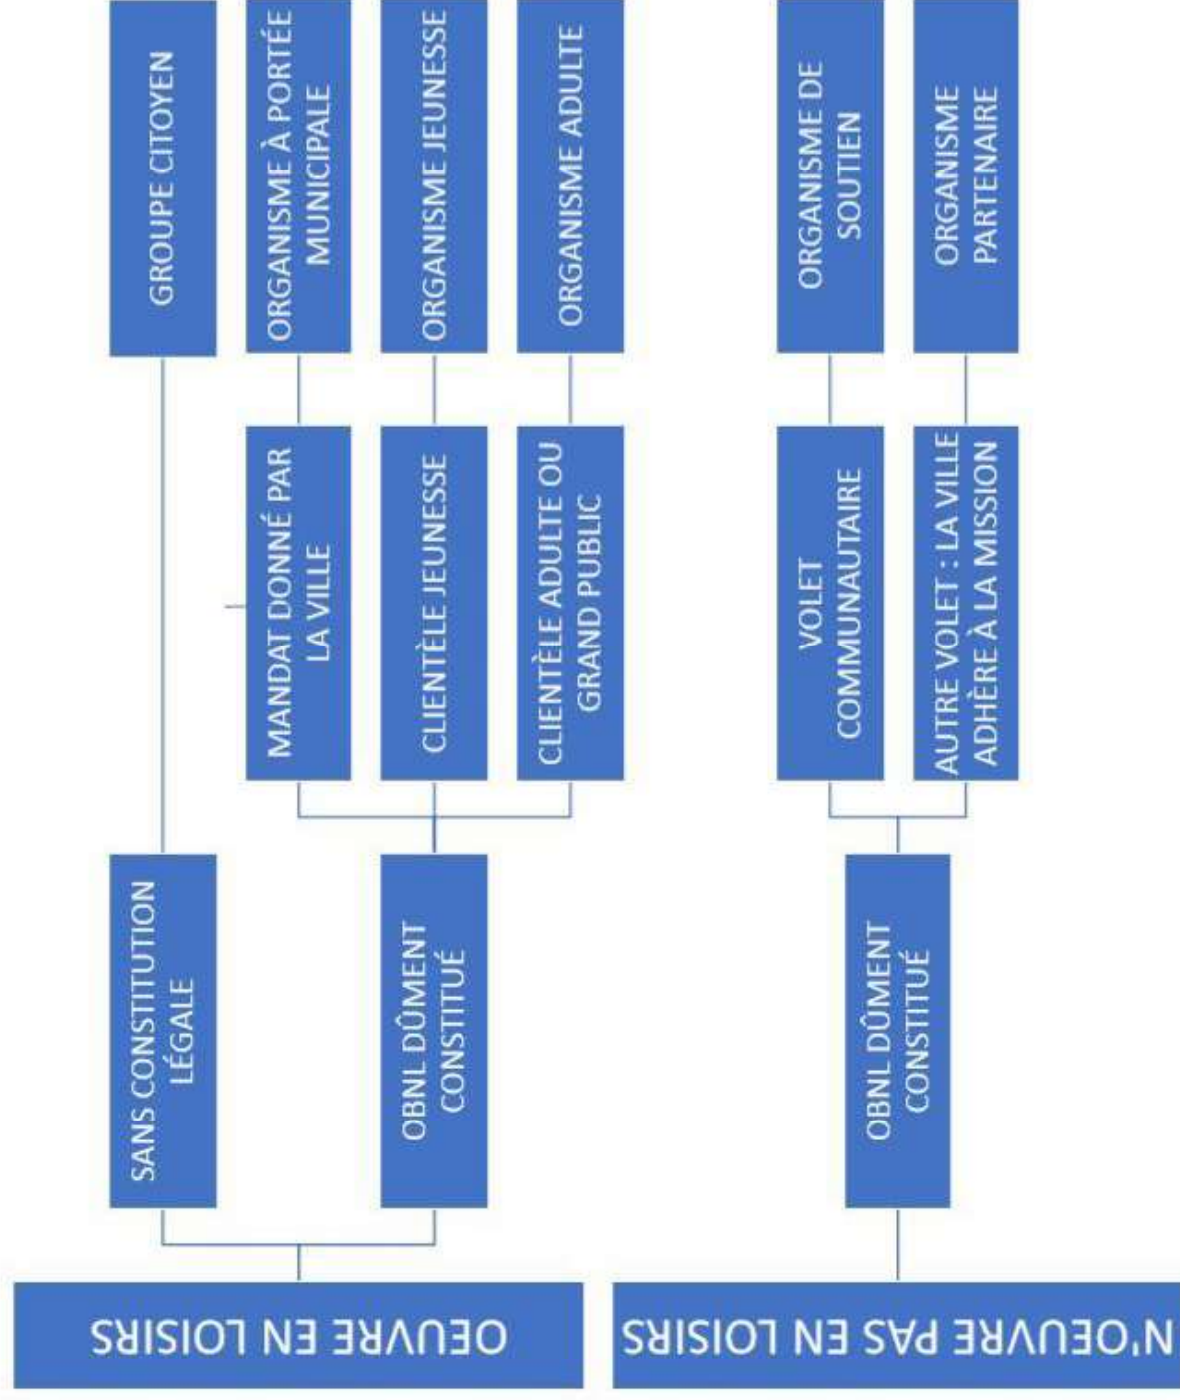 OEUVRE EN LOISIRS
SANS CONSTITUTION
LÉGALE
GROUPE CITOYEN
OBNL DÛMENT
CONSTITUÉ
MANDAT DONNÉ PAR
LA VILLE
ORGANISME À PORTÉE
MUNICIPALE
CLIENTÈLE JEUNESSE
ORGANISME JEUNESSE
CLIENTÈLE ADULTE OU
GRAND PUBLIC
ORGANISME ADULTE
N'OEUVRE PAS EN LOISIRS
OBNL DÛMENT
CONSTITUÉ
VOLET
COMMUNAUTAIRE
ORGANISME DE
SOUTIEN
AUTRE VOLET : LA VILLE
ADHÈRE À LA MISSION
ORGANISME
PARTENAIRE